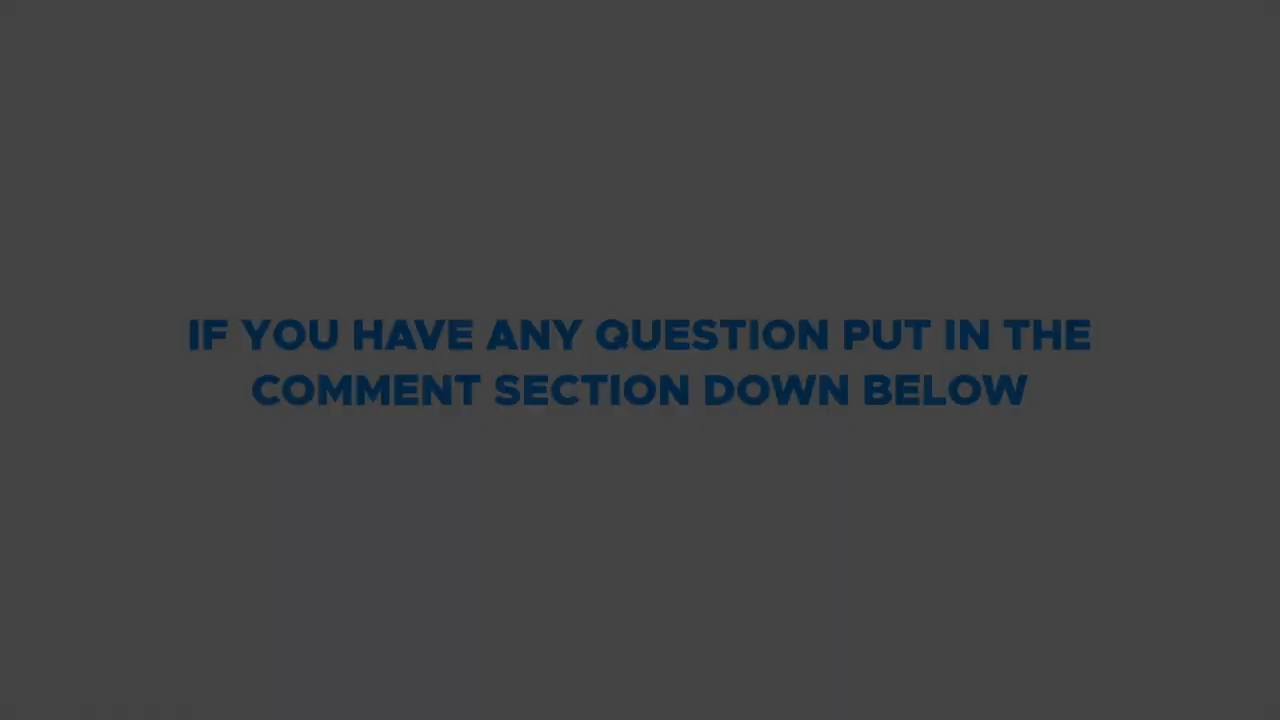 IF YOU HAVE ANY QUESTION PUT IN THE
COMMENT SECTION DOWN BELOW